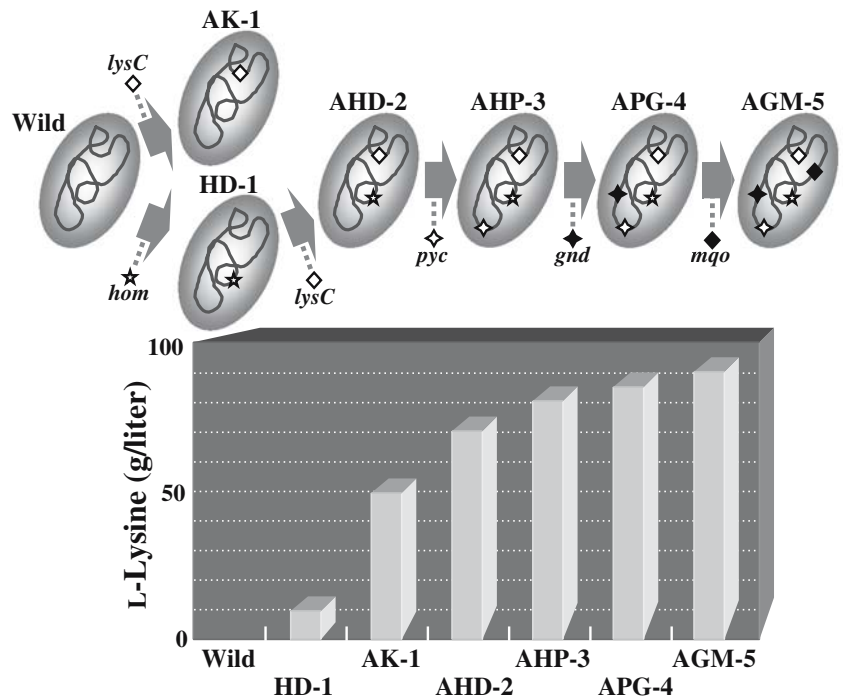 AK-1
lysC
Wild
AHD-2
AHP-3
APG-4
AGM-5
HD-1
hom
lysC
pyc
gnd
mqo
100
50
0
L-Lysine (g/liter)
Wild
AK-1
AHP-3
AGM-5
HD-1
AHD-2
APG-4